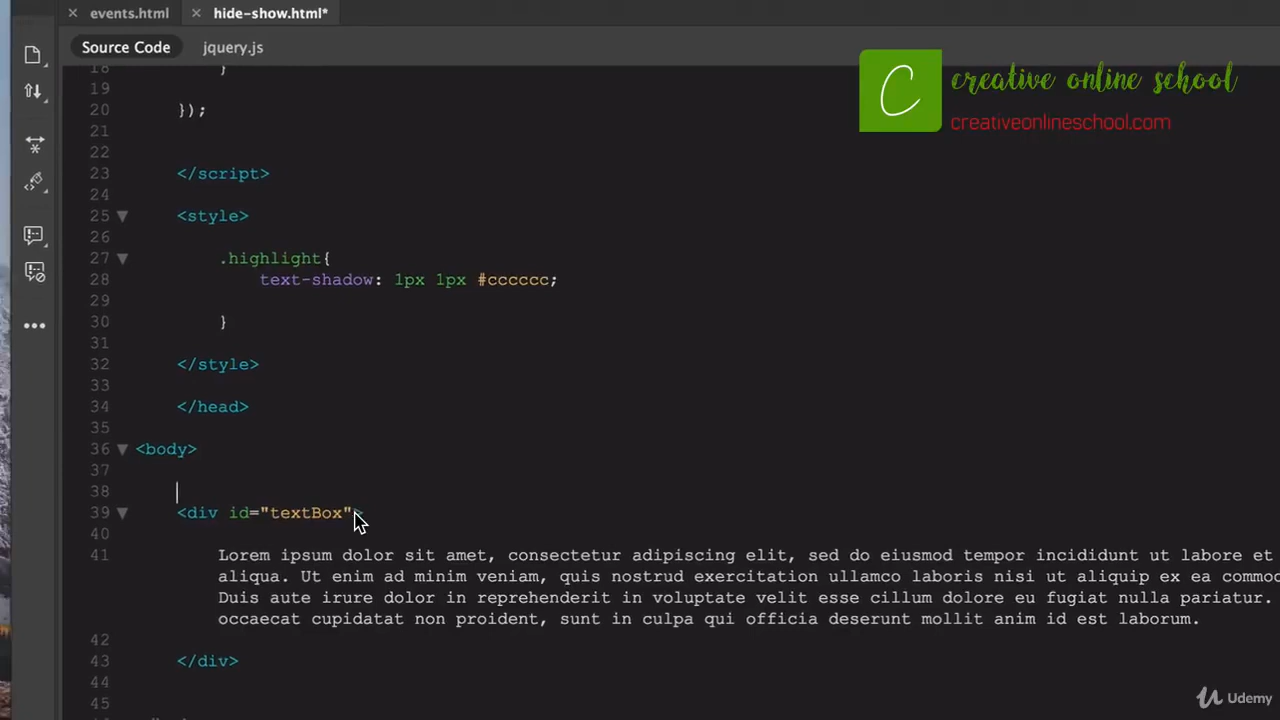 events.html hide-show.html*
Source Code jquery.js
creative online school
creativeonlineschool.com
C
18 }
19
20 });
21
22
23 </script>
24
25 <style>
26
27 .highlight{
28 text-shadow: 1px 1px #cccccc;
29
30 }
31
32 </style>
33
34 </head>
35
36 <body>
37
38
39 <div id="textBox">
40
41 Lorem ipsum dolor sit amet, consectetur adipiscing elit, sed do eiusmod tempor incididunt ut labore et
aliqua. Ut enim ad minim veniam, quis nostrud exercitation ullamco laboris nisi ut aliquip ex ea commod
Duis aute irure dolor in reprehenderit in voluptate velit esse cillum dolore eu fugiat nulla pariatur.
occaecat cupidatat non proident, sunt in culpa qui officia deserunt mollit anim id est laborum.
42
43 </div>
44
45
Udemy